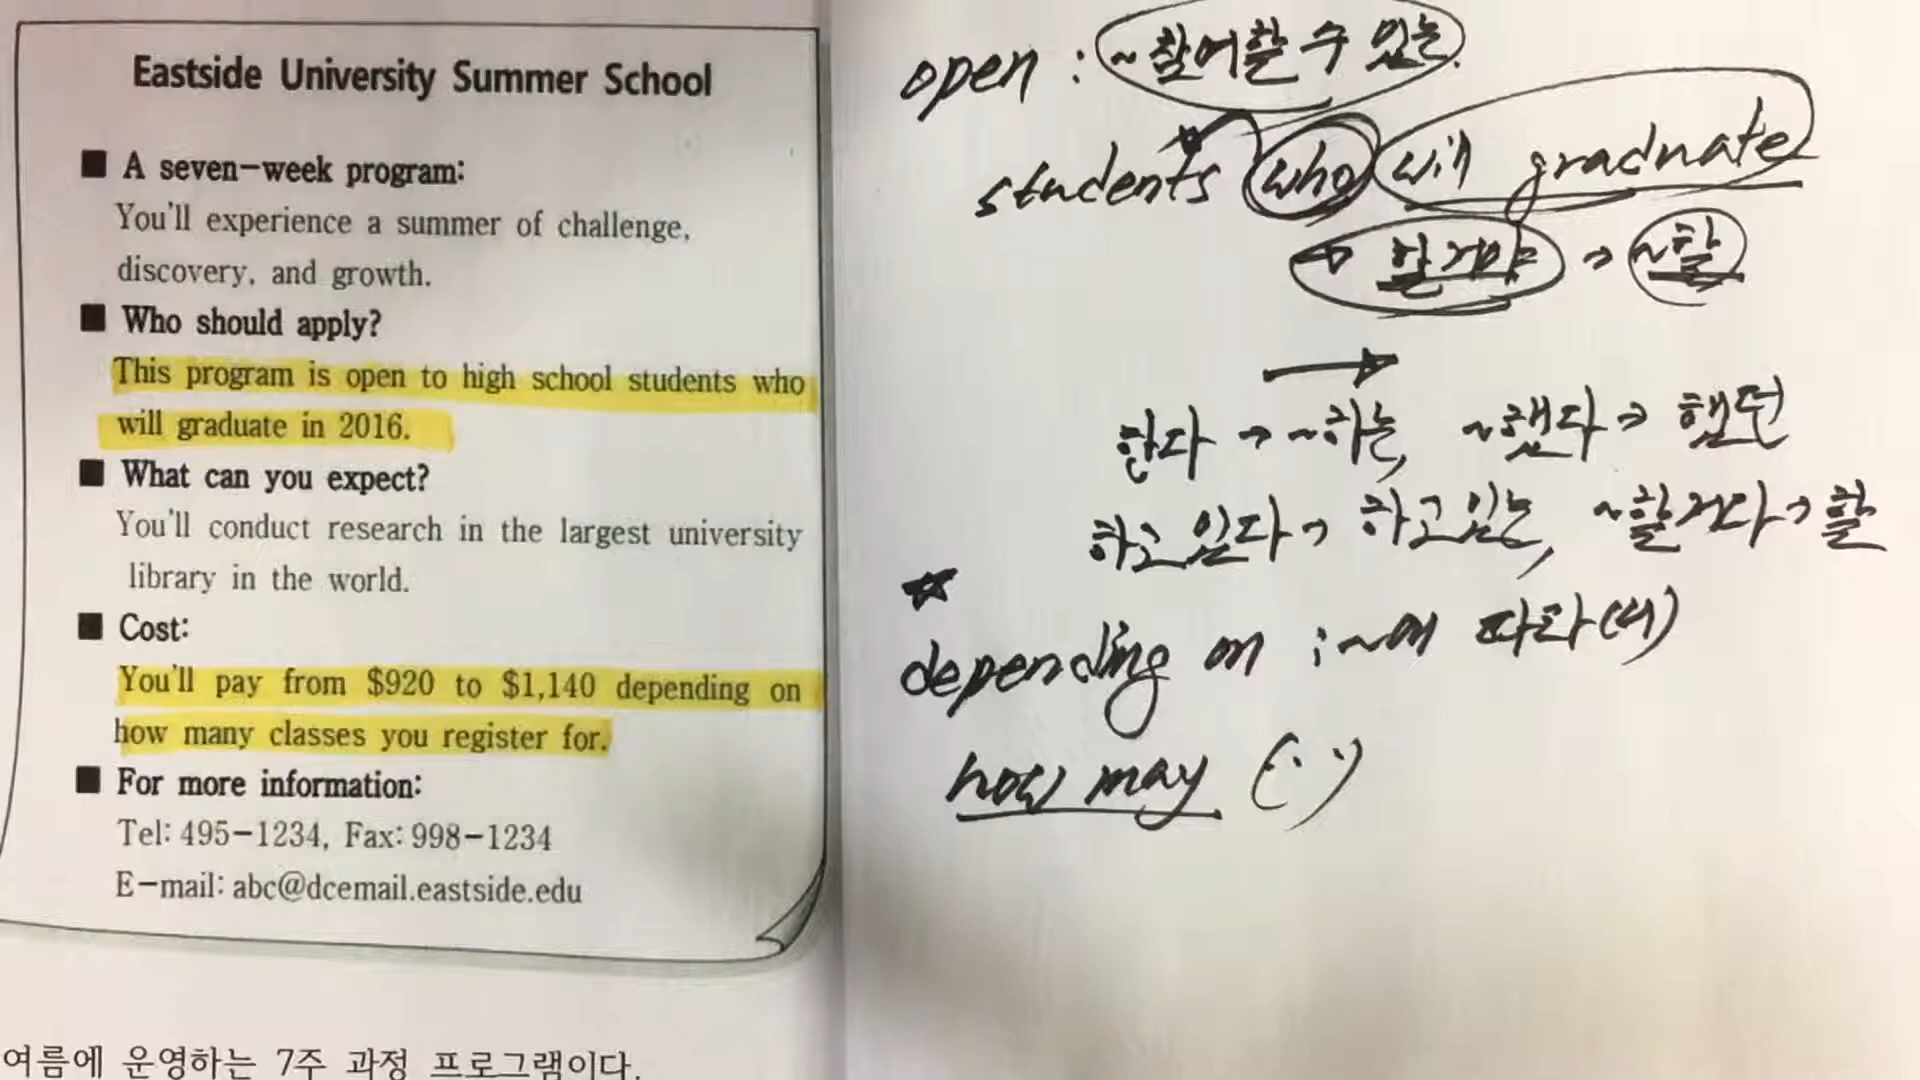 Eastside University Summer School
■ A seven-week program:
You'll experience a summer of challenge,
discovery, and growth.
■ Who should apply?
This program is open to high school students who
will graduate in 2016.
■ What can you expect?
You'll conduct research in the largest university
library in the world.
■ Cost:
You'll pay from $920 to $1,140 depending on
how many classes you register for.
■ For more information:
Tel: 495-1234, Fax: 998-1234
E-mail: abc@dcemail.eastside.edu
여름에 운영하는 7주 과정 프로그램이다.
open : ~참여할 수 있는.
students who will graduate
→ 할거야 → ~할
한다 → ~하는, ~했다 → 했던
하고 있다 → 하고 있는, ~할거다 → 할
★
depending on : ~에 따라(서)
how may (··)